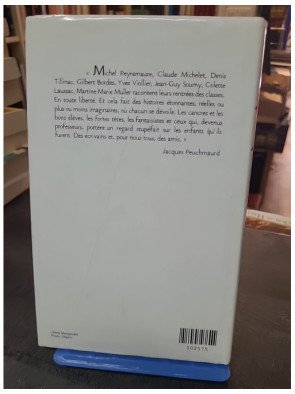 « Michel Peyramaure, Claude Michelet, Denis
Tillinac, Gilbert Bordes, Yves Viollier, Jean-Guy Soumy, Colette
Laussac, Martine Marie Muller racontent leurs rentrées des classes.
En toute liberté. Et cela fait des histoires étonnantes, réelles ou
plus ou moins imaginaires, où chacun se dévoile. Les cancres et les
bons élèves, les fortes têtes, les fantaisistes et ceux qui, devenus
professeurs, portent un regard stupéfait sur les enfants qu'ils
furent. Des écrivains et, pour nous tous, des amis. »
Jacques Peuchmaurd
502575